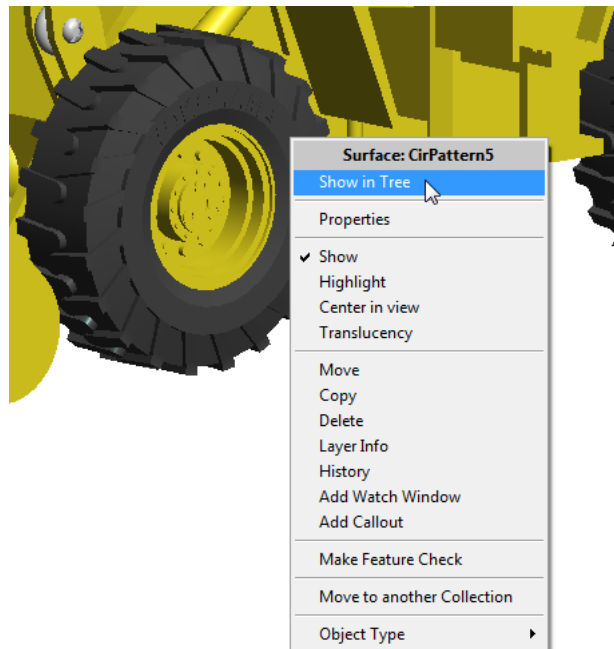 Surface: CirPattern5
Show in Tree
Properties
Show
Highlight
Center in view
Translucency
Move
Copy
Delete
Layer Info
History
Add Watch Window
Add Callout
Make Feature Check
Move to another Collection
Object Type